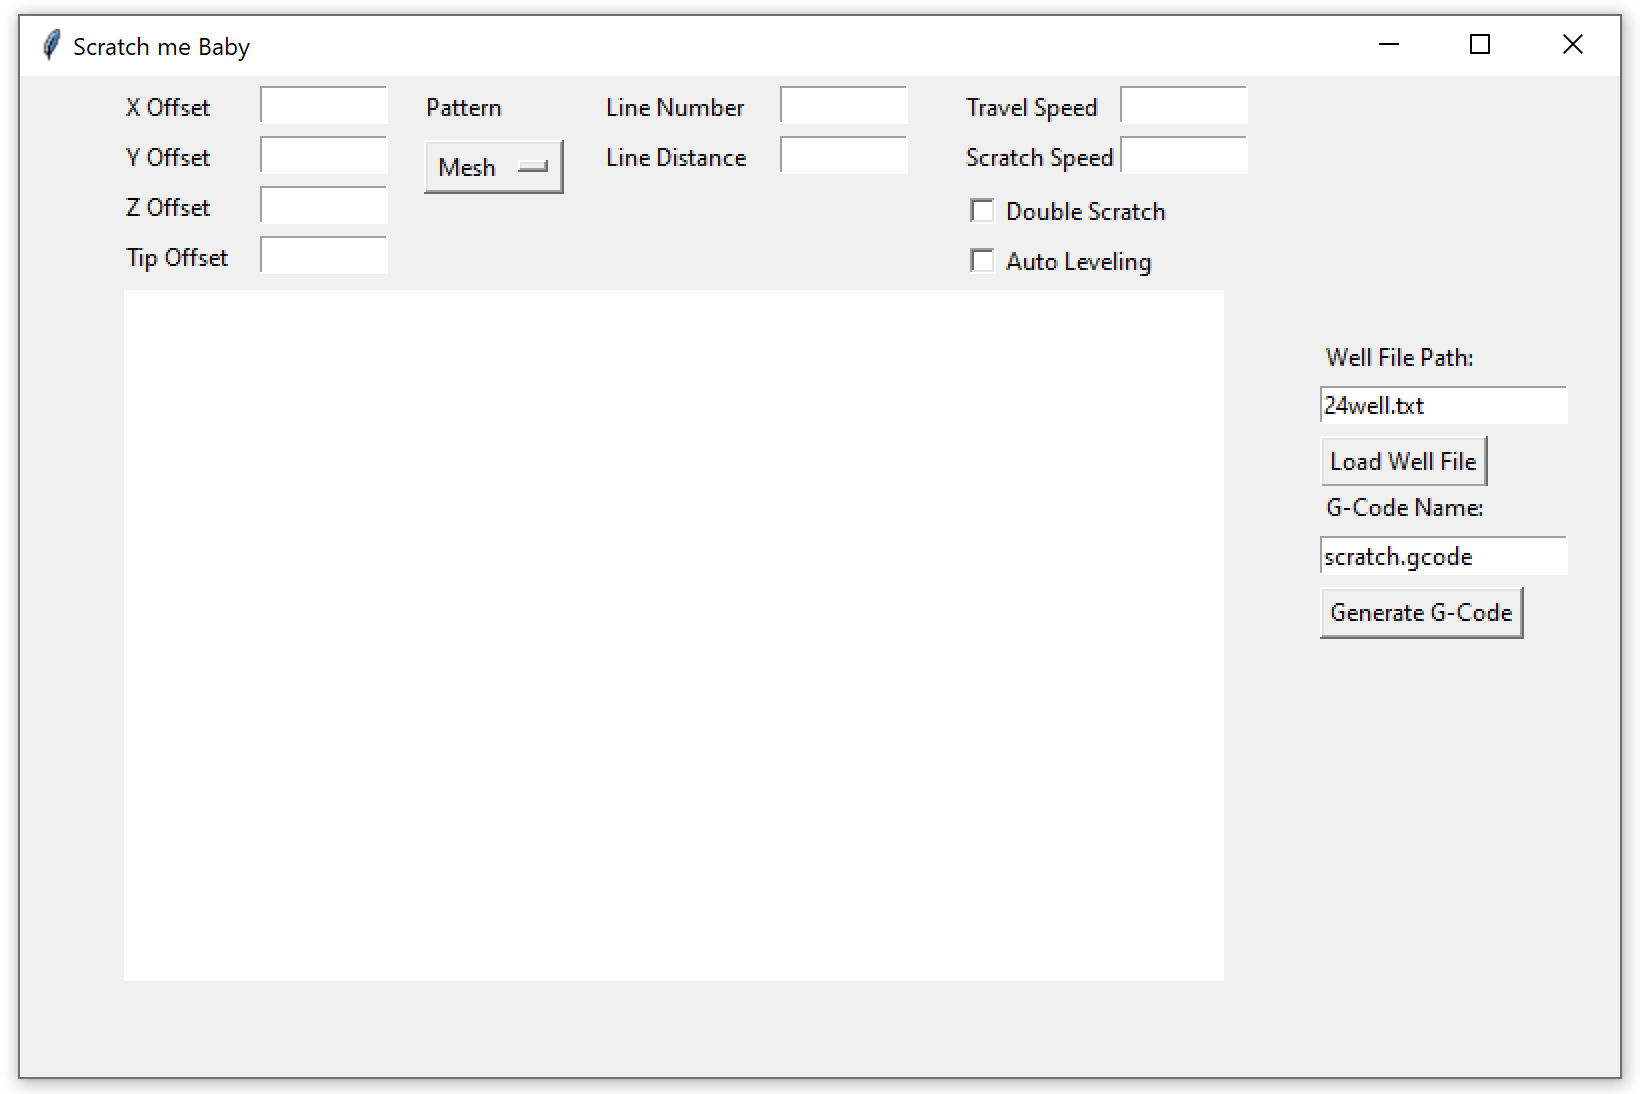 Scratch me Baby
X Offset Pattern Line Number Travel Speed
Y Offset Mesh Line Distance Scratch Speed
Z Offset Double Scratch
Tip Offset Auto Leveling
Well File Path:
24well.txt
Load Well File
G-Code Name:
scratch.gcode
Generate G-Code